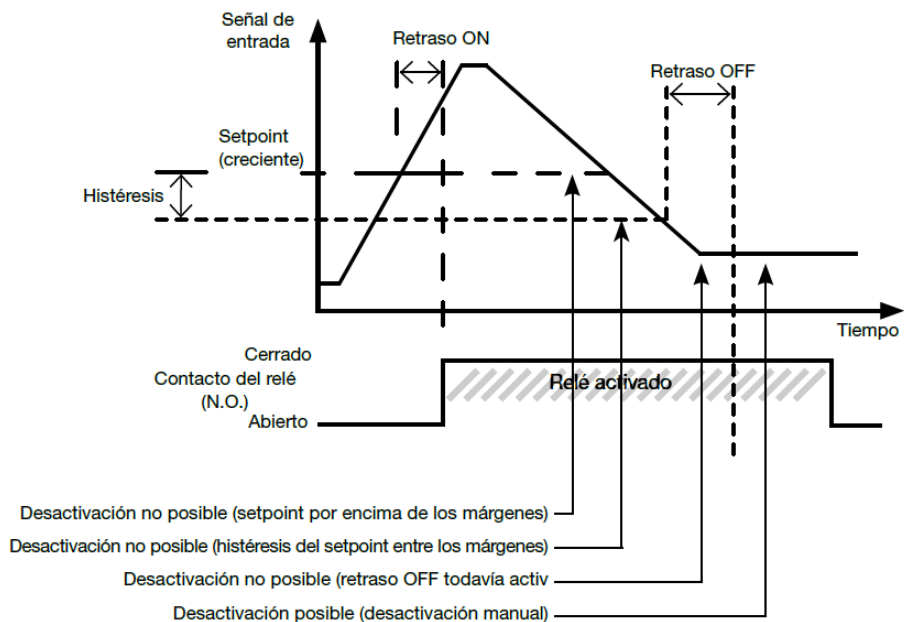 Señal de
entrada
Retraso ON
Retraso OFF
Setpoint
(creciente)
Histéresis
Tiempo
Cerrado
Contacto del relé
(N.O.)
Relé activado
Abierto
Desactivación no posible (setpoint por encima de los márgenes)
Desactivación no posible (histéresis del setpoint entre los márgenes)
Desactivación no posible (retraso OFF todavía activ
Desactivación posible (desactivación manual)